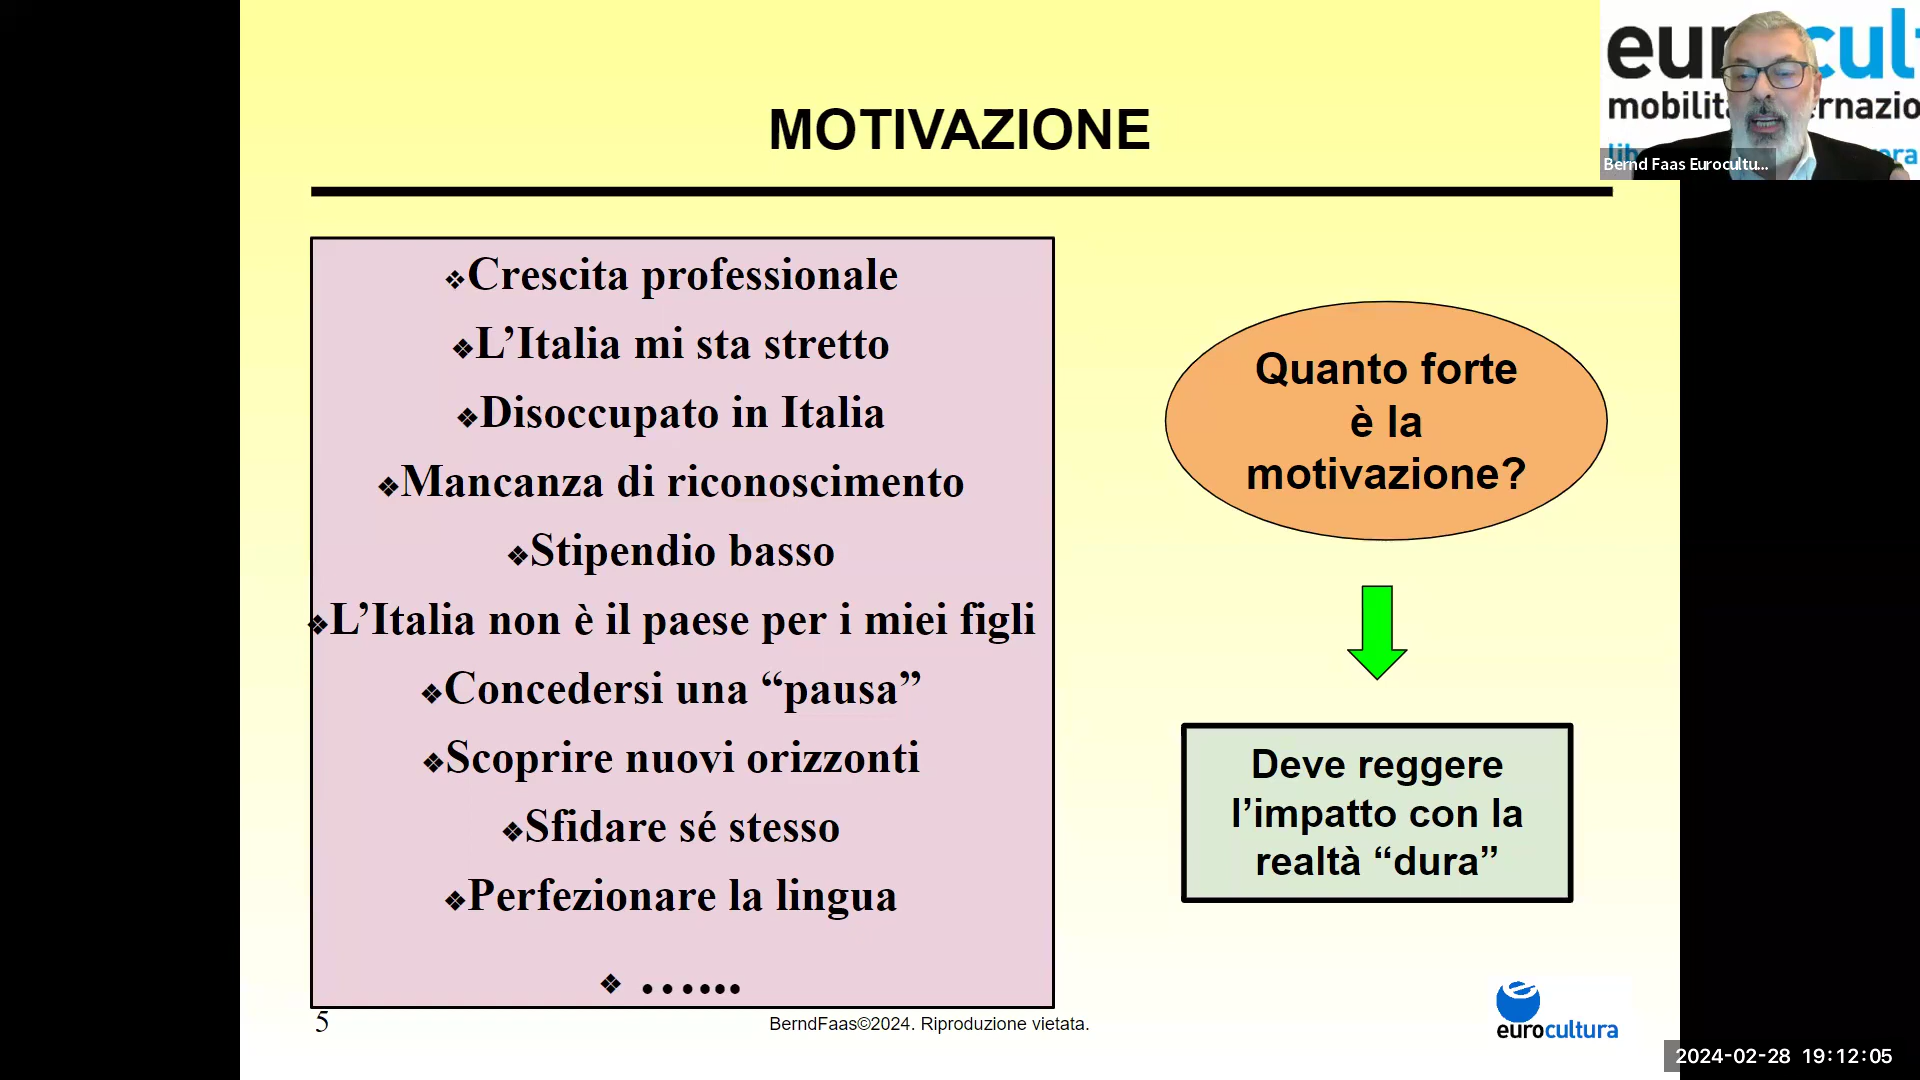 MOTIVAZIONE
❖Crescita professionale
❖L’Italia mi sta stretto
❖Disoccupato in Italia
❖Mancanza di riconoscimento
❖Stipendio basso
❖L’Italia non è il paese per i miei figli
❖Concedersi una “pausa”
❖Scoprire nuovi orizzonti
❖Sfidare sé stesso
❖Perfezionare la lingua
❖ …...
Quanto forte
è la
motivazione?
Deve reggere
l’impatto con la
realtà “dura”
5
BerndFaas©2024. Riproduzione vietata.
eurocultura
Bernd Faas Eurocultu...
2024-02-28 19:12:05